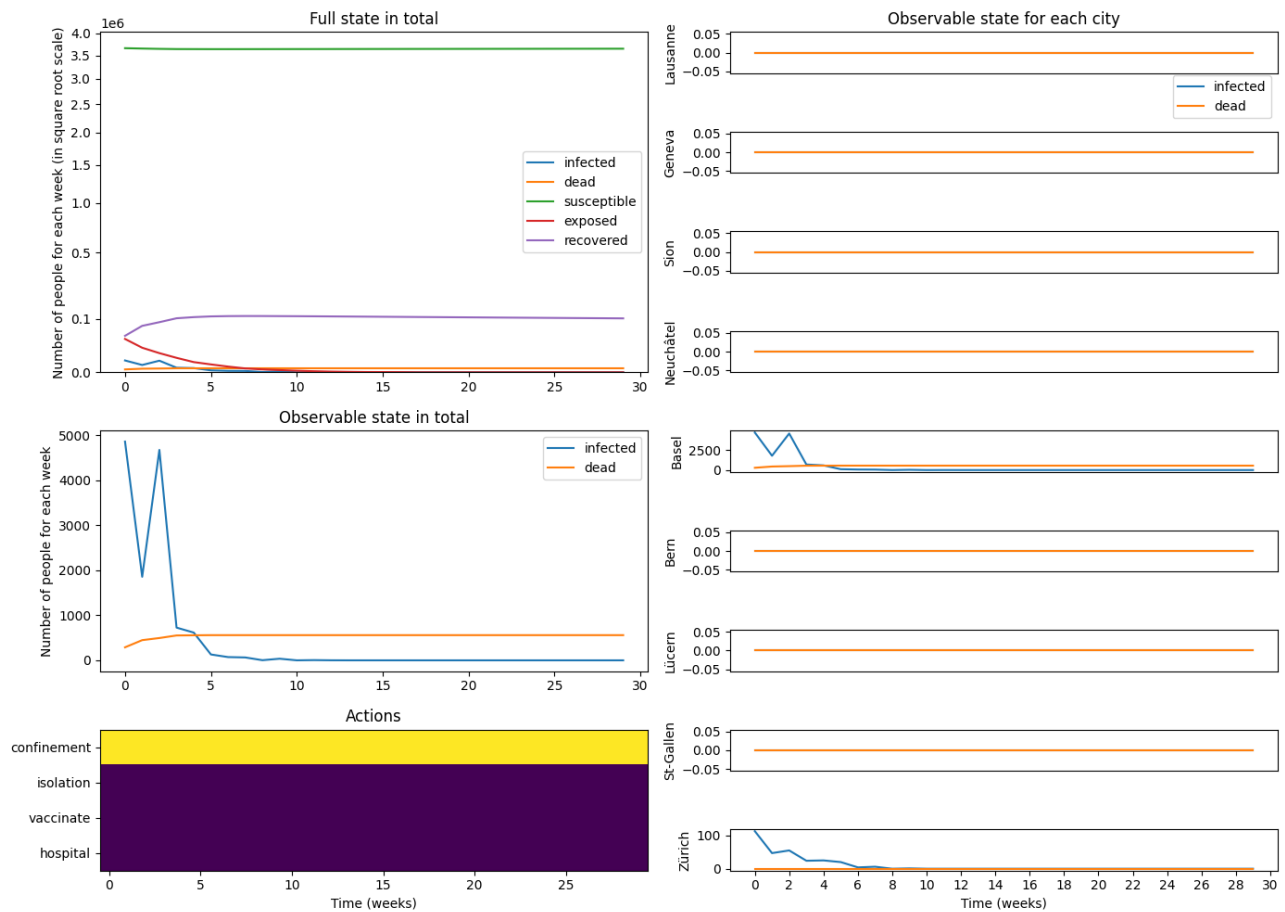 Full state in total
1e6
Number of people for each week (in square root scale)
4.0
3.5
3.0
2.5
2.0
1.5
1.0
0.5
0.1
0.0
infected
dead
susceptible
exposed
recovered
0 5 10 15 20 25 30
Observable state in total
Number of people for each week
5000
4000
3000
2000
1000
0
infected
dead
0 5 10 15 20 25 30
Actions
confinement
isolation
vaccinate
hospital
0 5 10 15 20 25
Time (weeks)
Observable state for each city
Lausanne
0.05
0.00
−0.05
infected
dead
Geneva
0.05
0.00
−0.05
Sion
0.05
0.00
−0.05
Neuchâtel
0.05
0.00
−0.05
Basel
2500
0
Bern
0.05
0.00
−0.05
Lücern
0.05
0.00
−0.05
St-Gallen
0.05
0.00
−0.05
Zürich
100
0
0 2 4 6 8 10 12 14 16 18 20 22 24 26 28 30
Time (weeks)